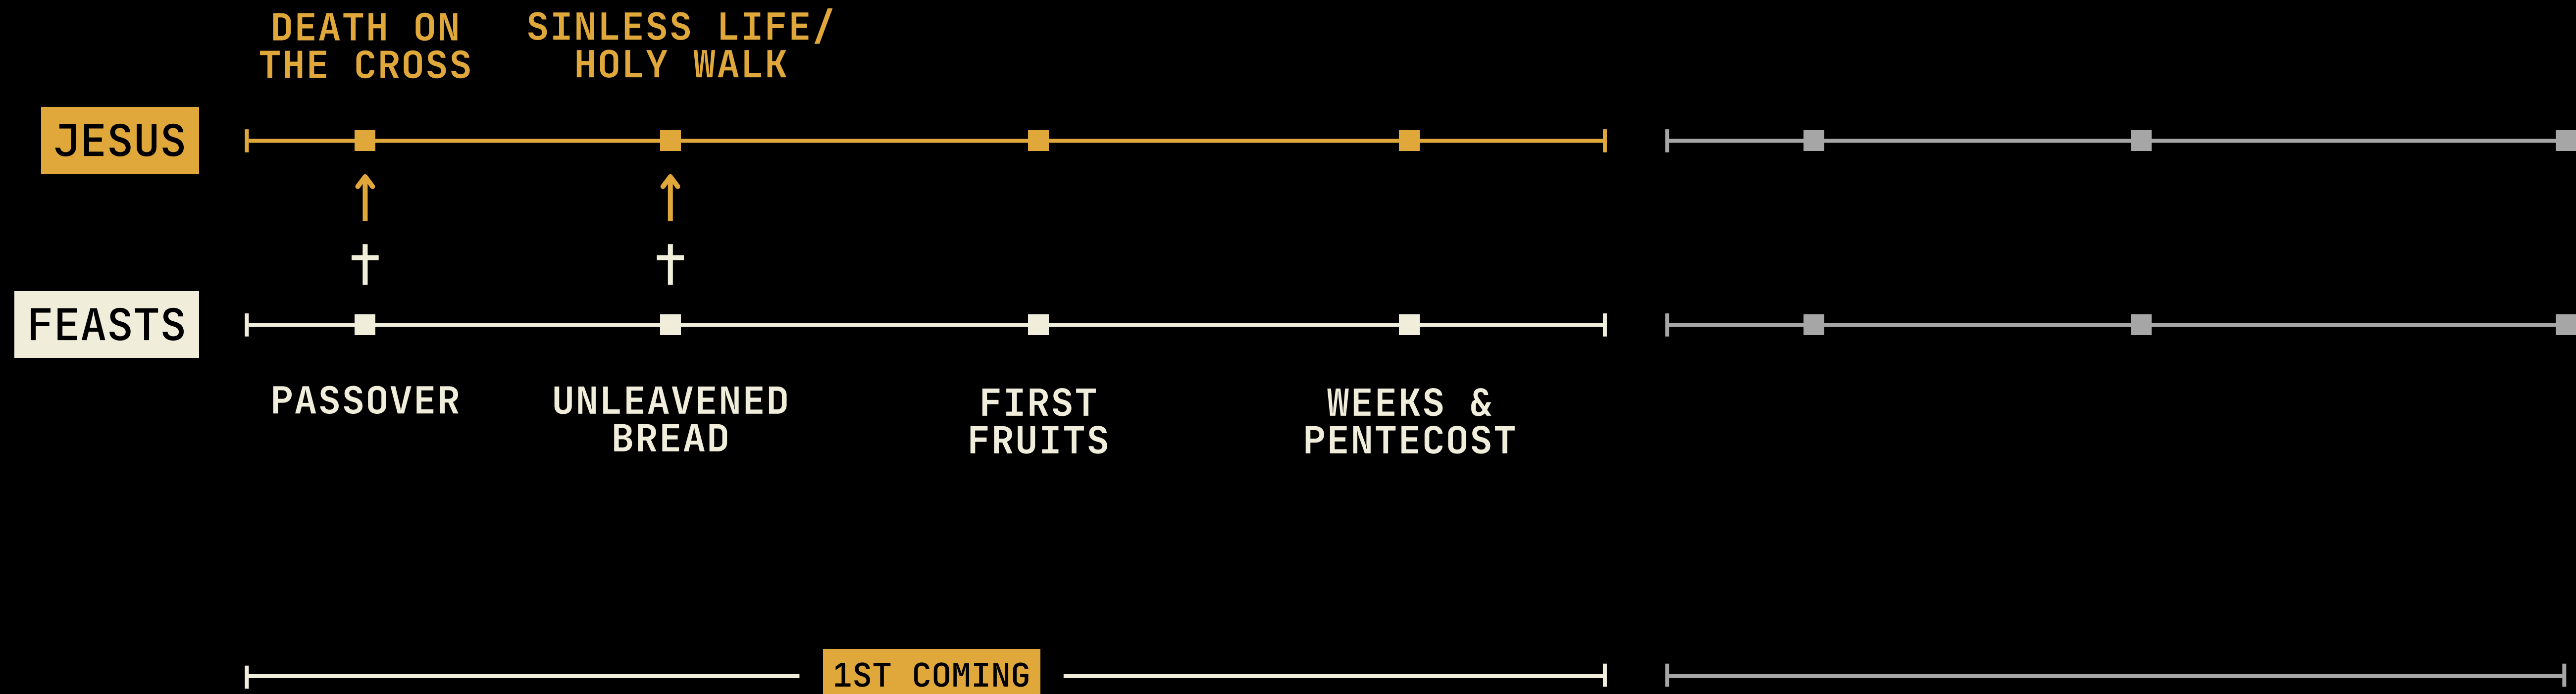 DEATH ON
THE CROSS
SINLESS LIFE/
HOLY WALK
JESUS
FEASTS
PASSOVER
UNLEAVENED
BREAD
FIRST
FRUITS
WEEKS &
PENTECOST
1ST COMING